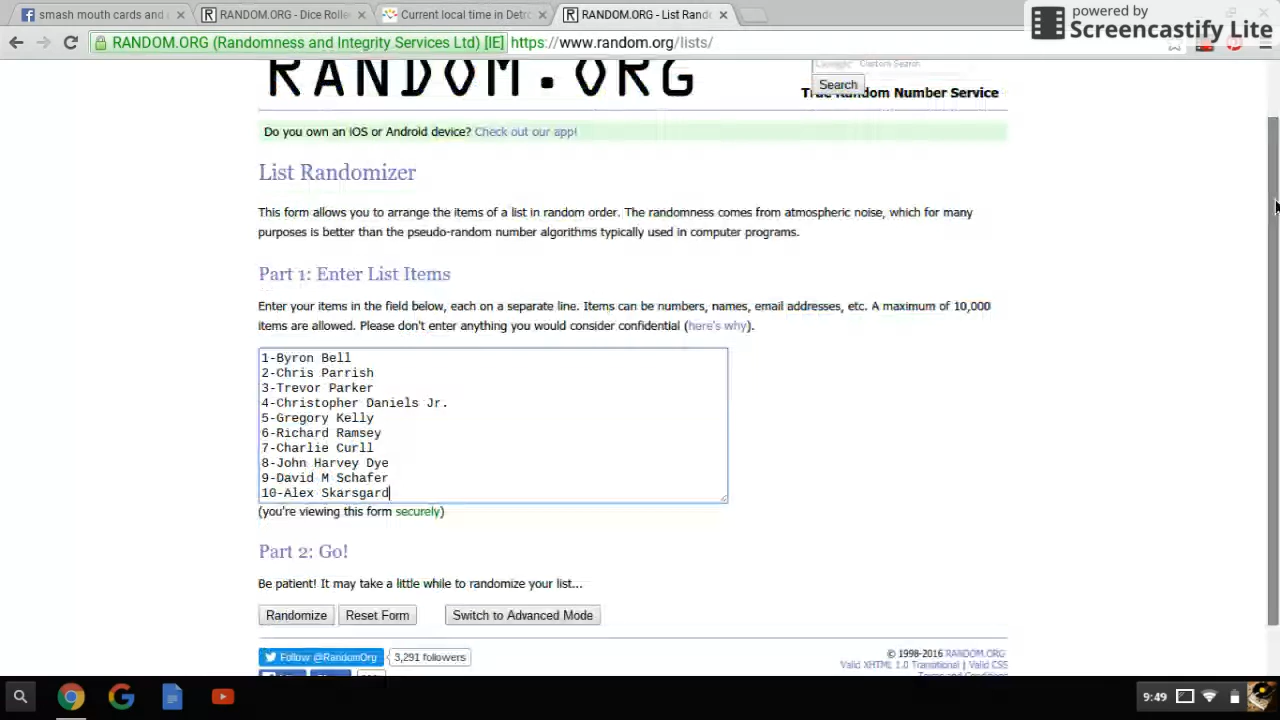 powered by
Screencastify Lite
smash mouth cards and
RANDOM.ORG - Dice Rolle
Current local time in Detro
RANDOM.ORG - List Rand
RANDOM.ORG (Randomness and Integrity Services Ltd) [IE] https://www.random.org/lists/
RANDOM.ORG
Custom Search
Search
True Random Number Service
Do you own an iOS or Android device? Check out our app!
List Randomizer
This form allows you to arrange the items of a list in random order. The randomness comes from atmospheric noise, which for many
purposes is better than the pseudo-random number algorithms typically used in computer programs.
Part 1: Enter List Items
Enter your items in the field below, each on a separate line. Items can be numbers, names, email addresses, etc. A maximum of 10,000
items are allowed. Please don't enter anything you would consider confidential (here's why).
1-Byron Bell
2-Chris Parrish
3-Trevor Parker
4-Christopher Daniels Jr.
5-Gregory Kelly
6-Richard Ramsey
7-Charlie Curll
8-John Harvey Dye
9-David M Schafer
10-Alex Skarsgard
(you're viewing this form securely)
Part 2: Go!
Be patient! It may take a little while to randomize your list...
Randomize
Reset Form
Switch to Advanced Mode
Follow @RandomOrg
3,291 followers
© 1998-2016 RANDOM.ORG
Valid XHTML 1.0 Transitional | Valid CSS
9:49